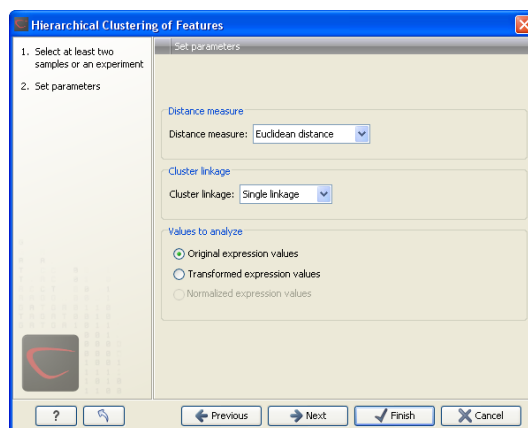 Hierarchical Clustering of Features
1. Select at least two
samples or an experiment
2. Set parameters
Set parameters
Distance measure
Distance measure: Euclidean distance
Cluster linkage
Cluster linkage: Single linkage
Values to analyze
Original expression values
Transformed expression values
Normalized expression values
? Previous Next Finish Cancel